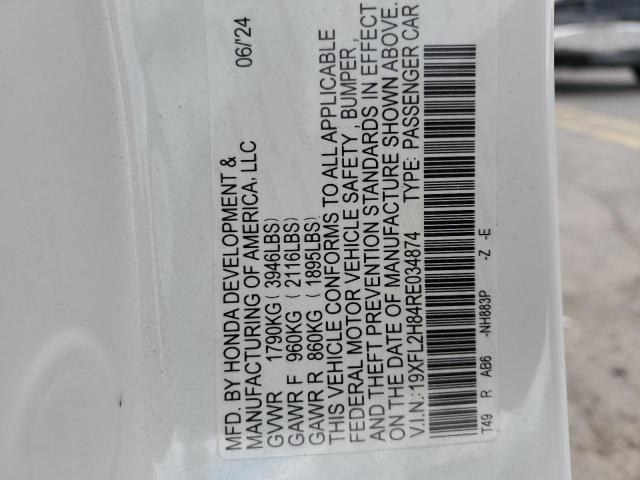 MFD. BY HONDA DEVELOPMENT & 06/'24
MANUFACTURING OF AMERICA, LLC
GVWR 1790KG ( 3946LBS)
GAWR F 960KG ( 2116LBS)
GAWR R 860KG ( 1895LBS)
THIS VEHICLE CONFORMS TO ALL APPLICABLE
FEDERAL MOTOR VEHICLE SAFETY , BUMPER ,
AND THEFT PREVENTION STANDARDS IN EFFECT
ON THE DATE OF MANUFACTURE SHOWN ABOVE.
V.I.N.: 19XFL2H84RE034874 TYPE: PASSENGER CAR
T49 R AB6 -NH883P -Z -E